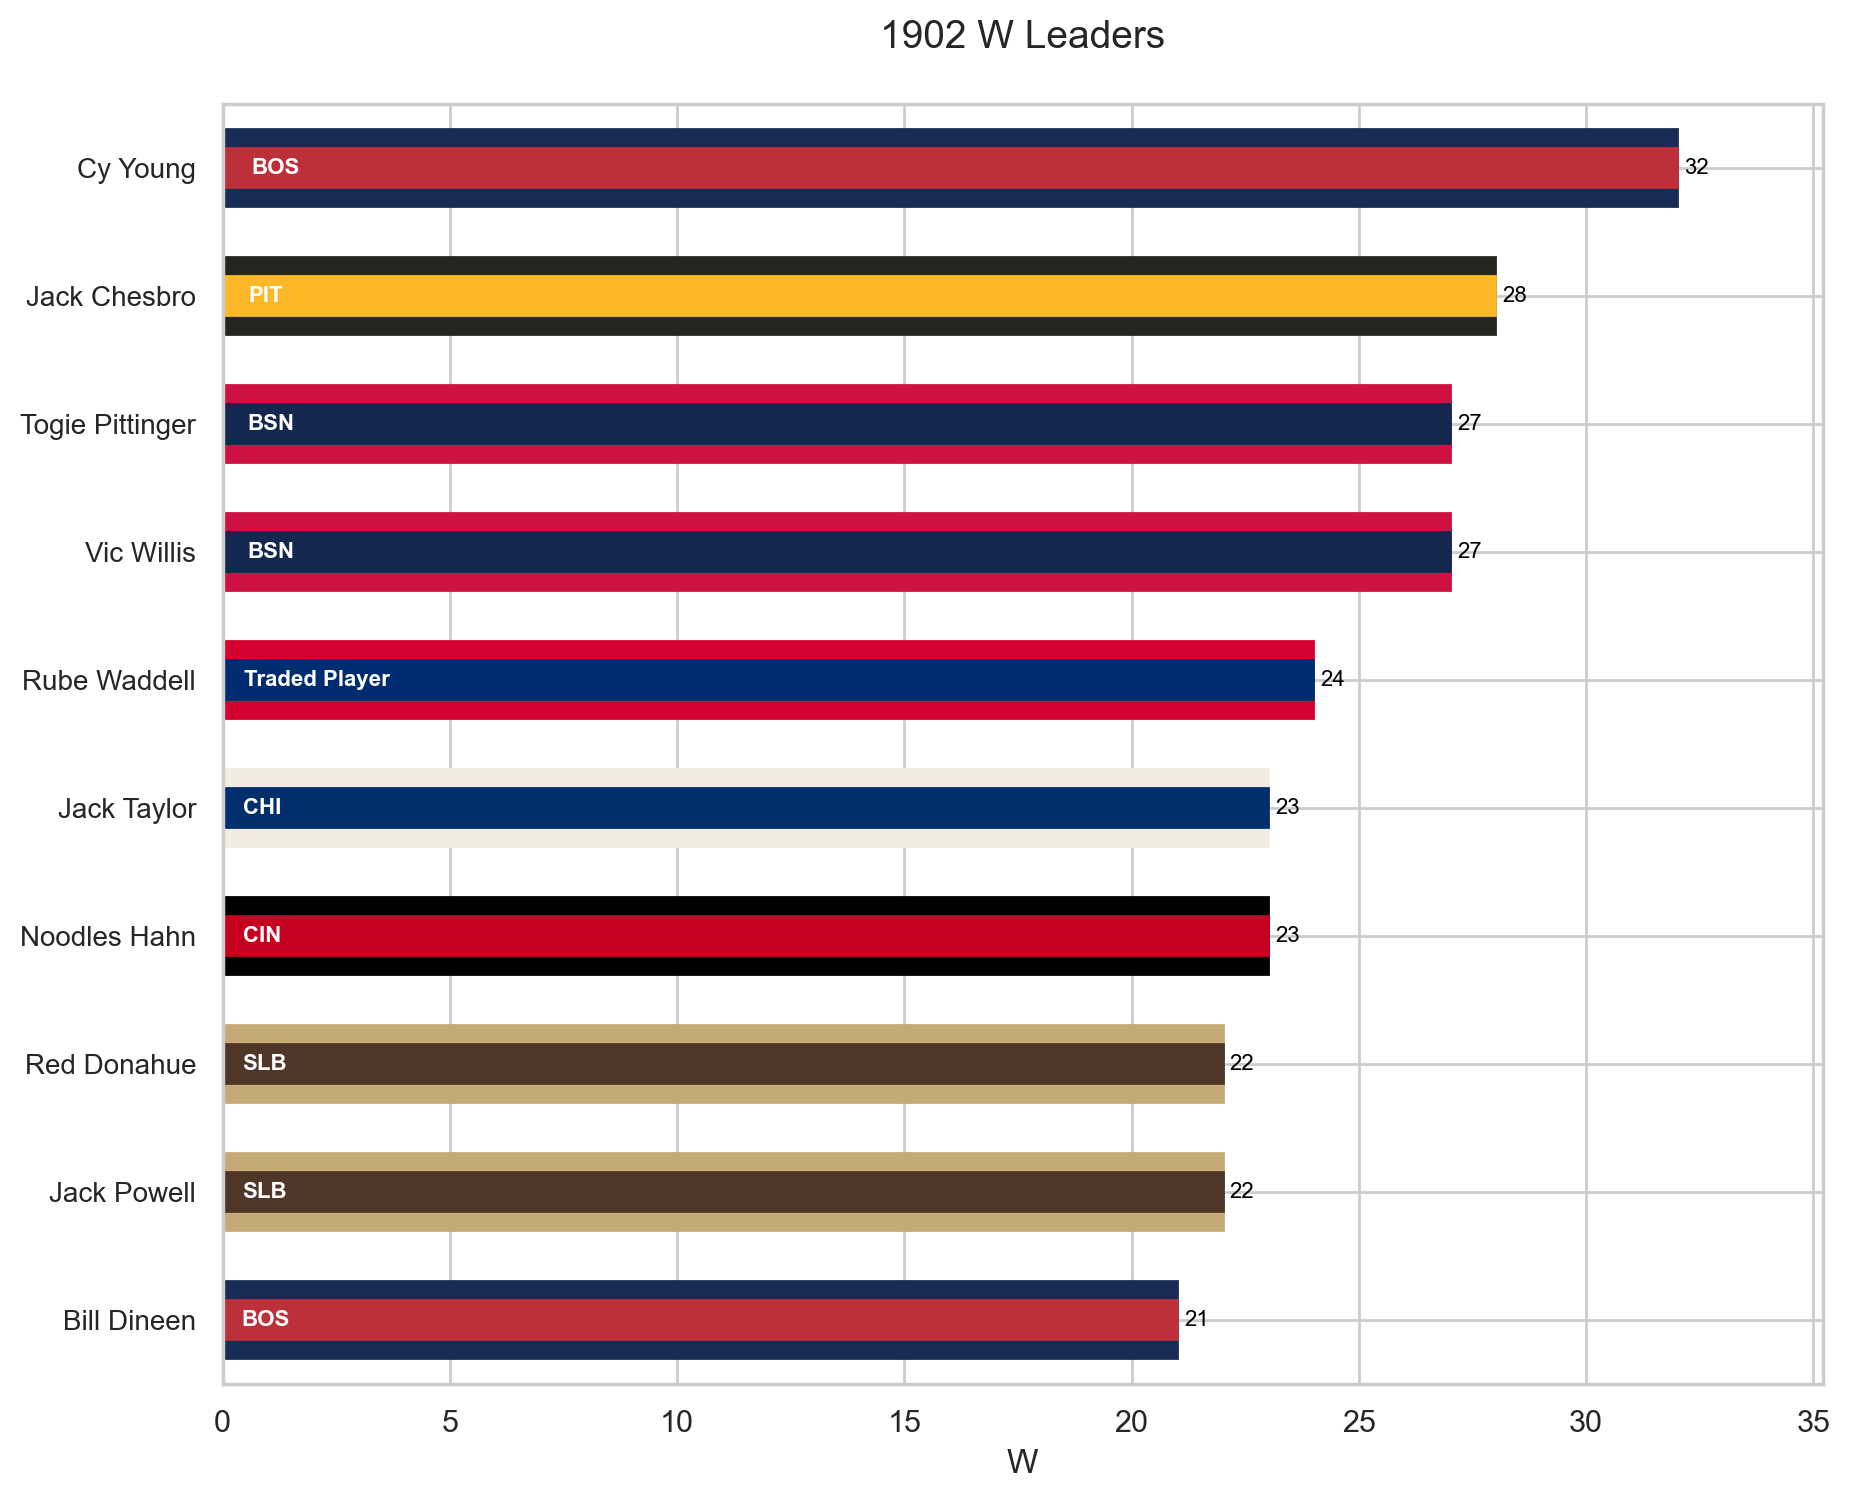 1902 W Leaders
Cy Young BOS 32
Jack Chesbro PIT 28
Togie Pittinger BSN 27
Vic Willis BSN 27
Rube Waddell Traded Player 24
Jack Taylor CHI 23
Noodles Hahn CIN 23
Red Donahue SLB 22
Jack Powell SLB 22
Bill Dineen BOS 21
0 5 10 15 20 25 30 35
W